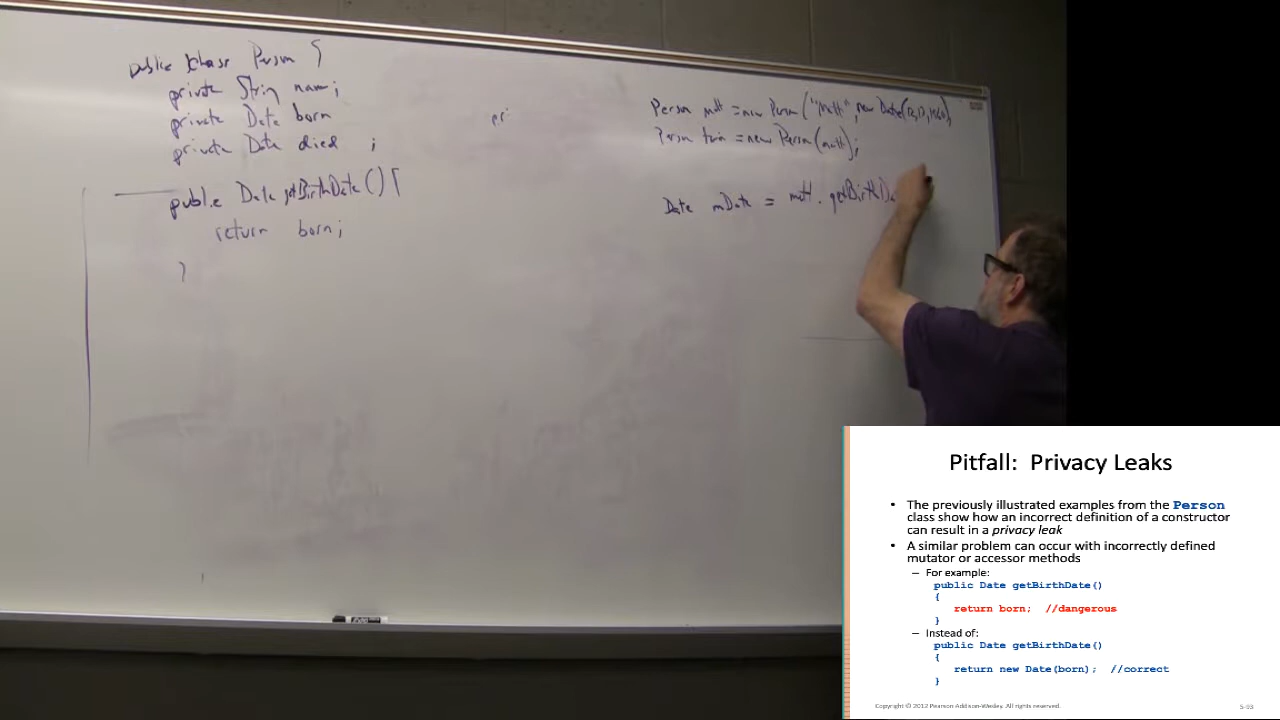 public class Person {
private String name;
private Date born
private Date died ;
public Date getBirthDate() {
return born;
}
pri
Person matt = new Person("Matt", new Date(
Person twin = new Person(matt);
Date mDate = matt. getBirthDa
Pitfall: Privacy Leaks
• The previously illustrated examples from the Person
class show how an incorrect definition of a constructor
can result in a privacy leak
• A similar problem can occur with incorrectly defined
mutator or accessor methods
– For example:
public Date getBirthDate()
{
return born; //dangerous
}
– Instead of:
public Date getBirthDate()
{
return new Date(born); //correct
}
Copyright © 2012 Pearson Addison-Wesley. All rights reserved.